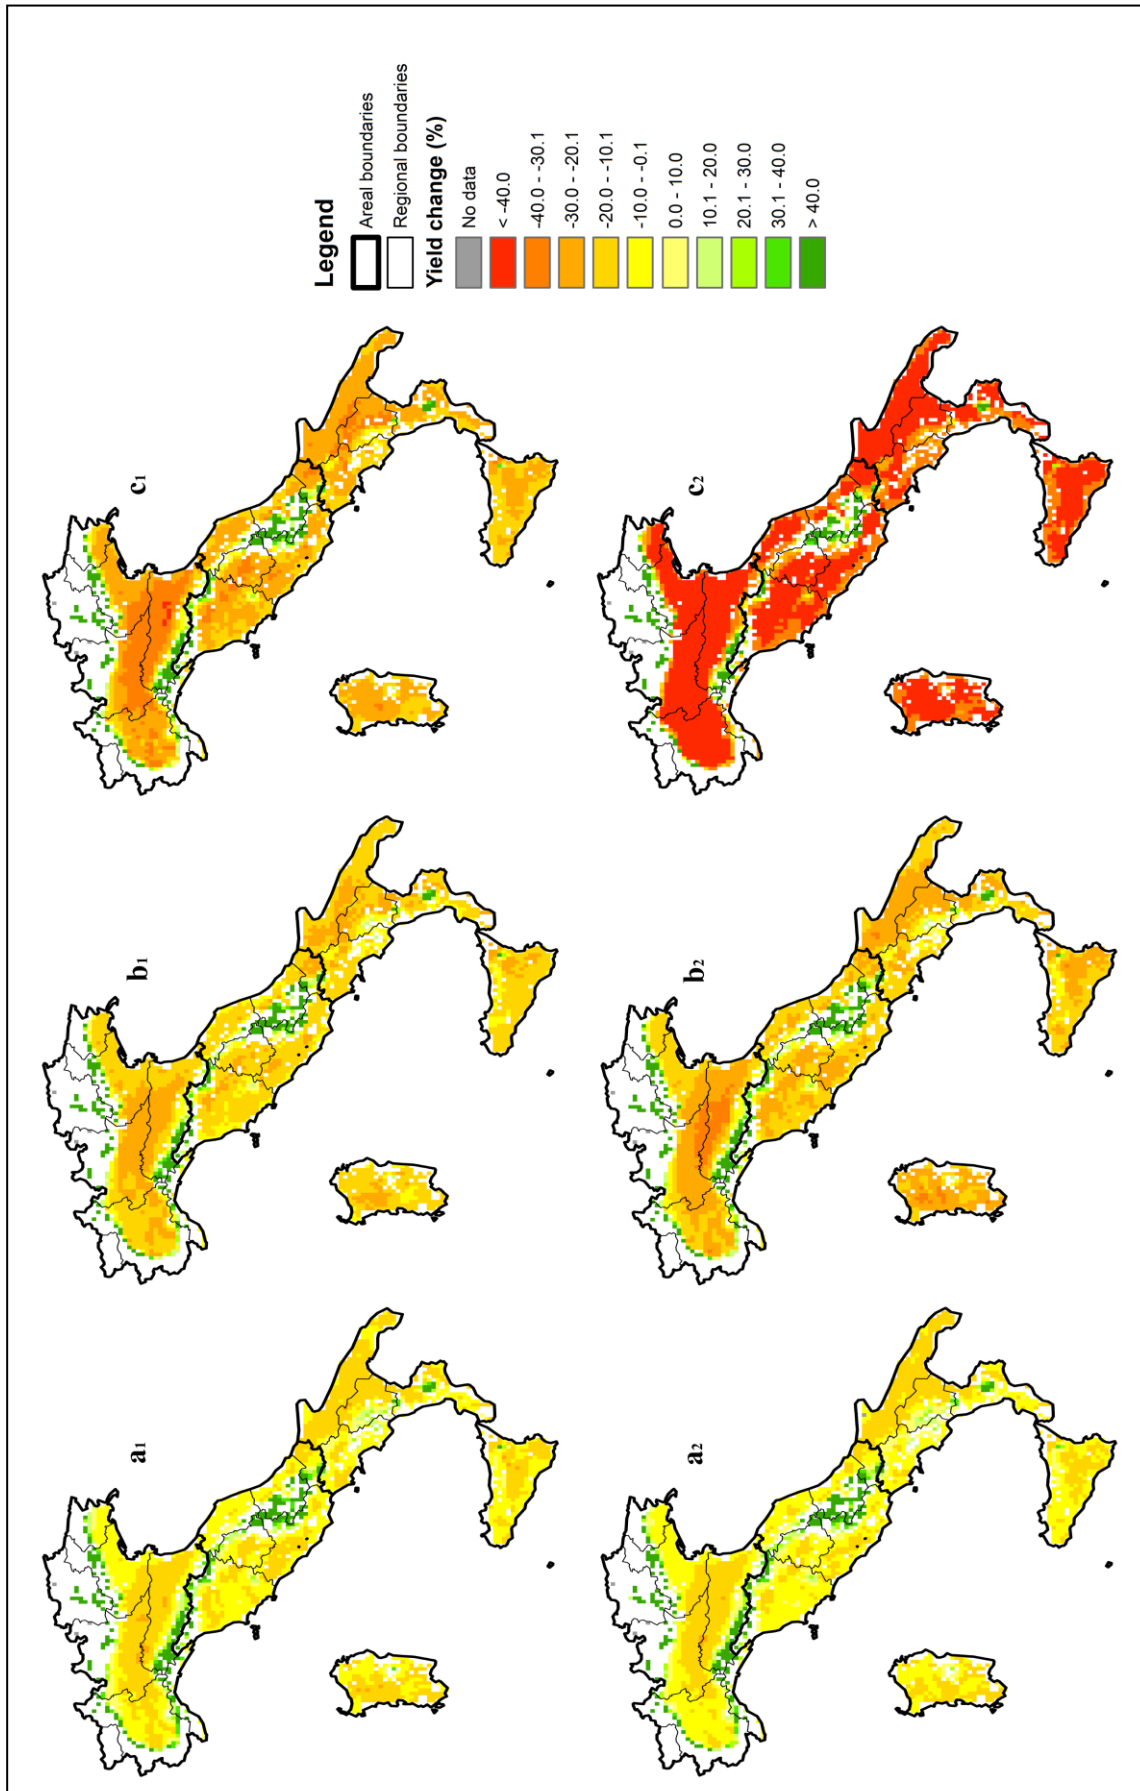 a1
b1
c1
a2
b2
c2
Legend
Areal boundaries
Regional boundaries
Yield change (%)
No data
< -40.0
-40.0 - -30.1
-30.0 - -20.1
-20.0 - -10.1
-10.0 - -0.1
0.0 - 10.0
10.1 - 20.0
20.1 - 30.0
30.1 - 40.0
> 40.0